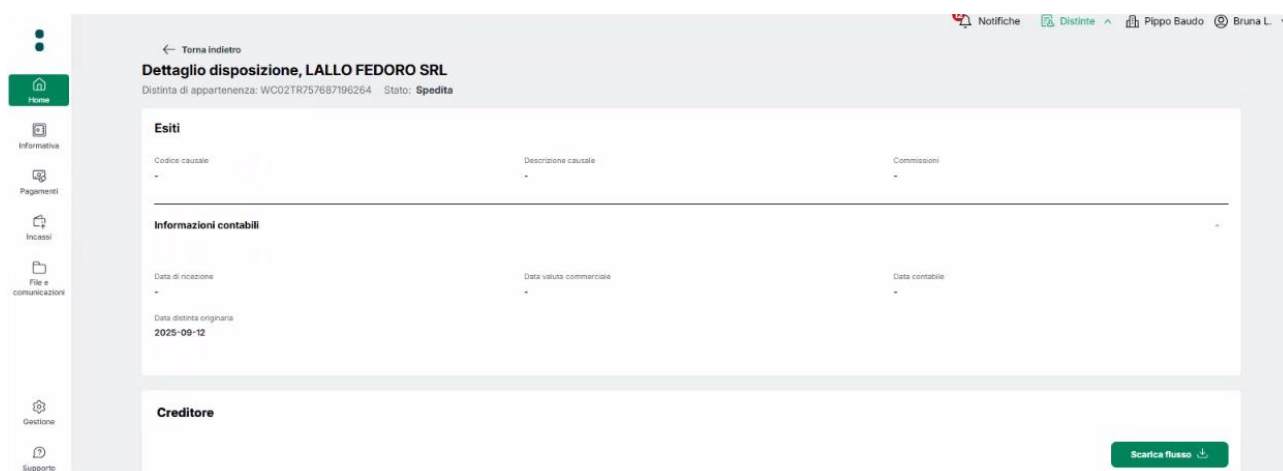 Notifiche Distinte Pippo Baudo Bruna L.
Torna indietro
Dettaglio disposizione, LALLO FEDORO SRL
Distinta di appartenenza: WC02TR757687196264 Stato: Spedita
Home
Informativa
Pagamenti
Incassi
File e
comunicazioni
Gestione
Supporto
Esiti
Codice causale Descrizione causale Commissioni
- - -
Informazioni contabili
Data di ricezione Data valuta commerciale Data contabile
- - -
Data distinta originaria
2025-09-12
Creditore
Scarica flusso